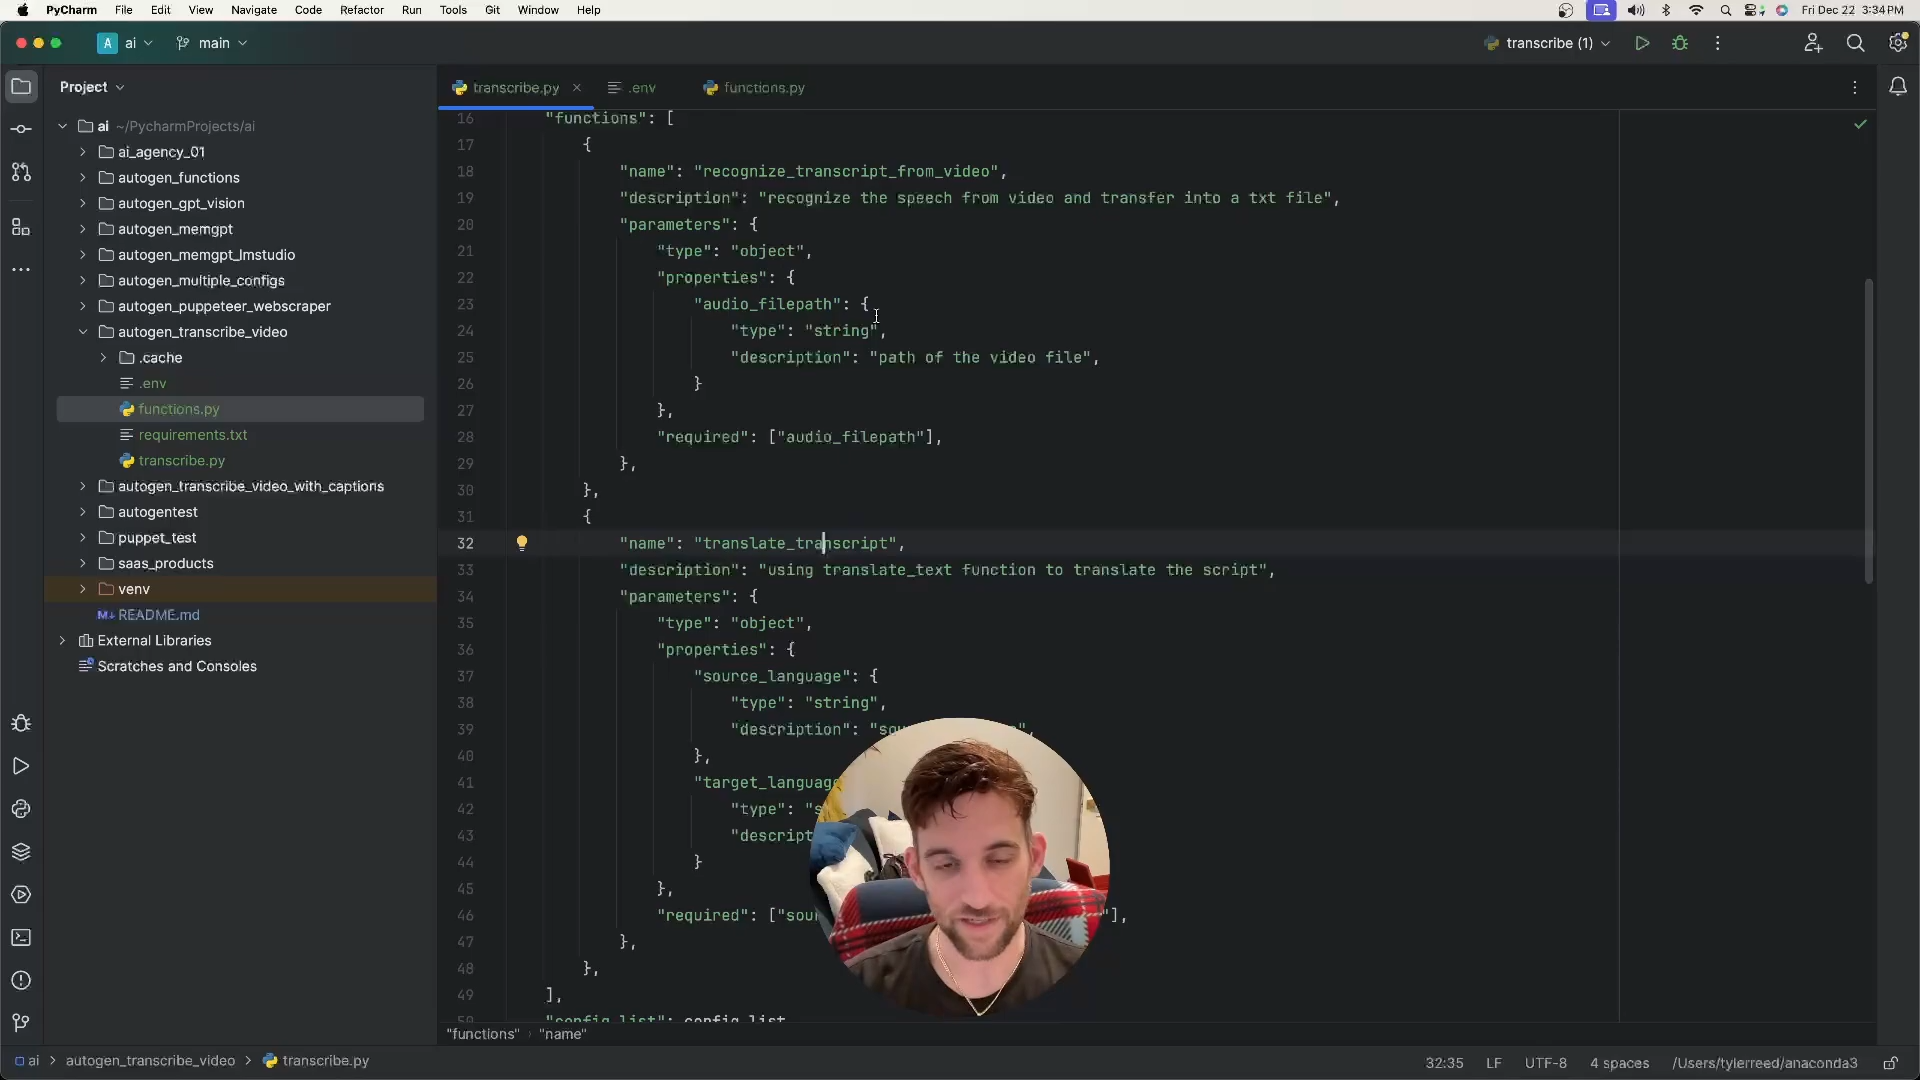 PyCharm File Edit View Navigate Code Refactor Run Tools Git Window Help Fri Dec 22 3:34PM
A ai main transcribe (1)
Project transcribe.py .env functions.py
ai ~/PycharmProjects/ai
ai_agency_01
autogen_functions
autogen_gpt_vision
autogen_memgpt
autogen_memgpt_lmstudio
autogen_multiple_configs
autogen_puppeteer_webscraper
autogen_transcribe_video
.cache
.env
functions.py
requirements.txt
transcribe.py
autogen_transcribe_video_with_captions
autogentest
puppet_test
saas_products
venv
README.md
External Libraries
Scratches and Consoles
16 "functions": [
17 {
18 "name": "recognize_transcript_from_video",
19 "description": "recognize the speech from video and transfer into a txt file",
20 "parameters": {
21 "type": "object",
22 "properties": {
23 "audio_filepath": {
24 "type": "string",
25 "description": "path of the video file",
26 }
27 },
28 "required": ["audio_filepath"],
29 },
30 },
31 {
32 "name": "translate_transcript",
33 "description": "using translate_text function to translate the script",
34 "parameters": {
35 "type": "object",
36 "properties": {
37 "source_language": {
38 "type": "string",
39 "description":
40 },
41 "target_language
42 "type":
43
44 }
45 },
46 "required": [ "],
47 },
48 },
49 ],
50 "config_list": config_list
"functions" › "name"
ai > autogen_transcribe_video > transcribe.py 32:35 LF UTF-8 4 spaces /Users/tylerreed/anaconda3